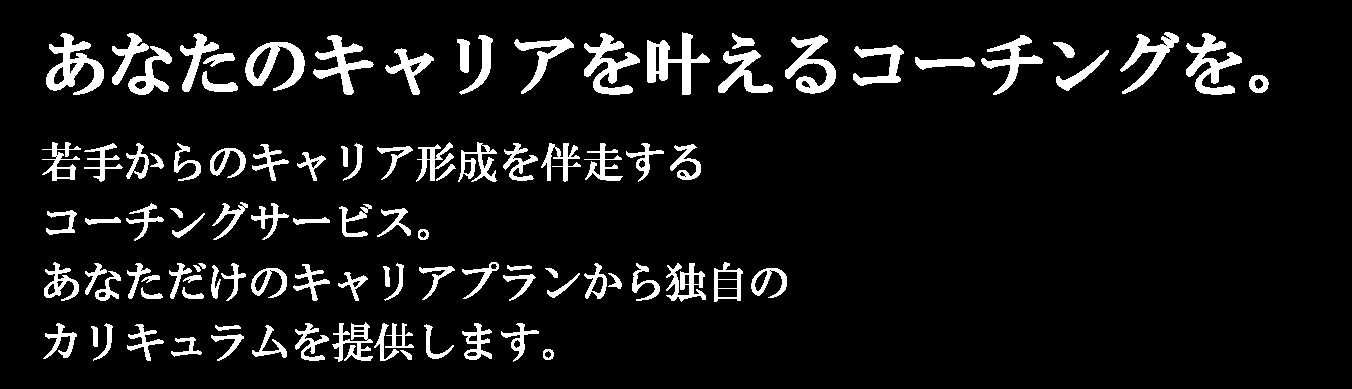 あなたのキャリアを叶えるコーチングを。
若手からのキャリア形成を伴走する
コーチングサービス。
あなただけのキャリアプランから独自の
カリキュラムを提供します。